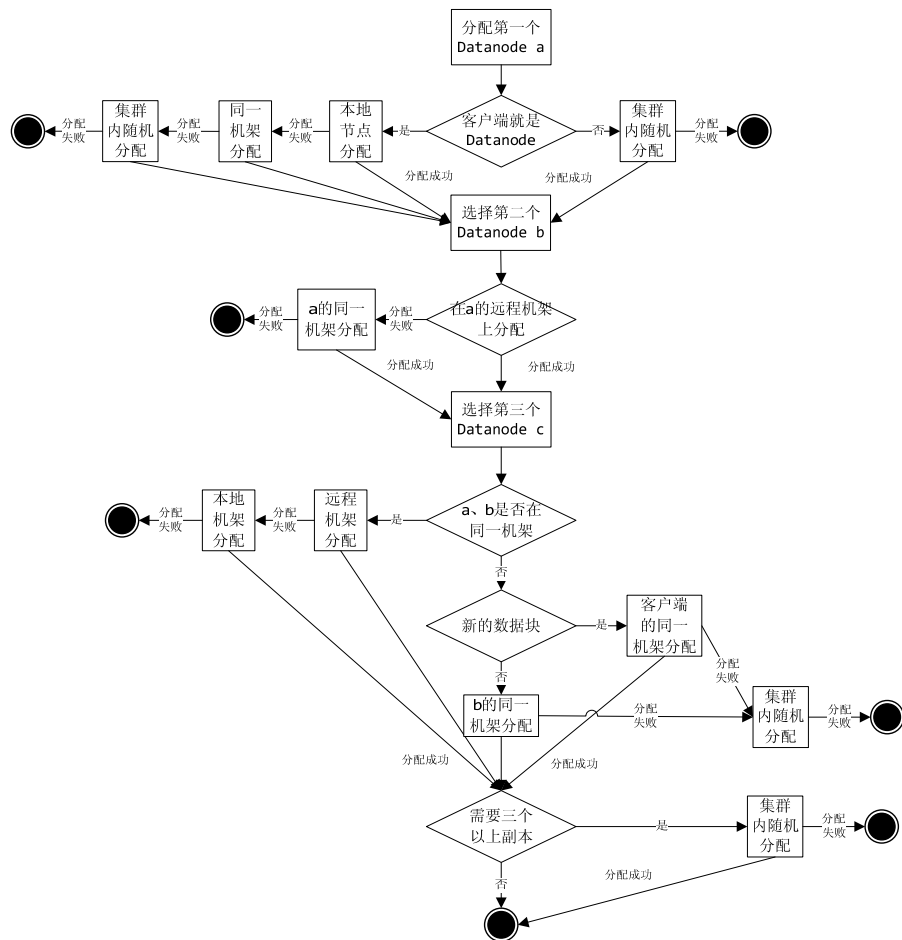 分配第一个
Datanode a
客户端就是
Datanode
是
否
本地
节点
分配
分配
失败
同一
机架
分配
分配
失败
集群
内随机
分配
分配
失败
集群
内随机
分配
分配
失败
分配成功
分配成功
选择第二个
Datanode b
在a的远程机架
上分配
分配
失败
a的同一
机架分配
分配
失败
分配成功
分配成功
选择第三个
Datanode c
a、b是否在
同一机架
是
远程
机架
分配
分配
失败
本地
机架
分配
分配
失败
否
新的数据块
是
客户端
的同一
机架分配
分配
失败
否
b的同一
机架分配
分配
失败
集群
内随机
分配
分配
失败
分配成功
分配成功
需要三个
以上副本
是
集群
内随机
分配
分配
失败
否
分配成功